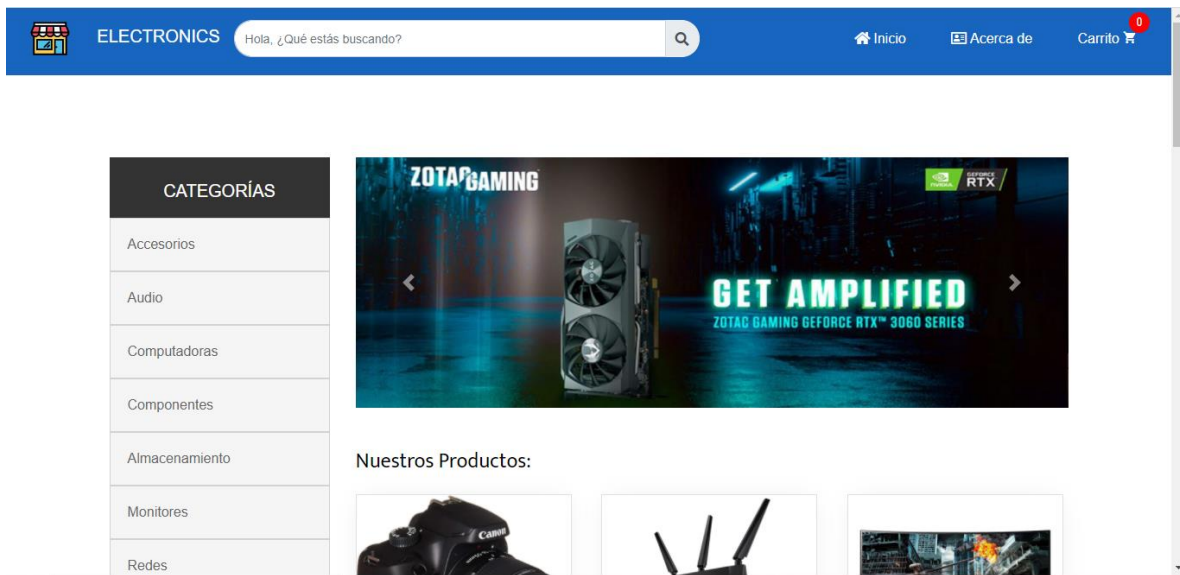 ELECTRONICS
Hola, ¿Qué estás buscando?
Inicio
Acerca de
Carrito
0
CATEGORÍAS
Accesorios
Audio
Computadoras
Componentes
Almacenamiento
Monitores
Redes
ZOTAC GAMING
NVIDIA GEFORCE RTX
GET AMPLIFIED
ZOTAC GAMING GEFORCE RTX™ 3060 SERIES
Nuestros Productos:
Canon